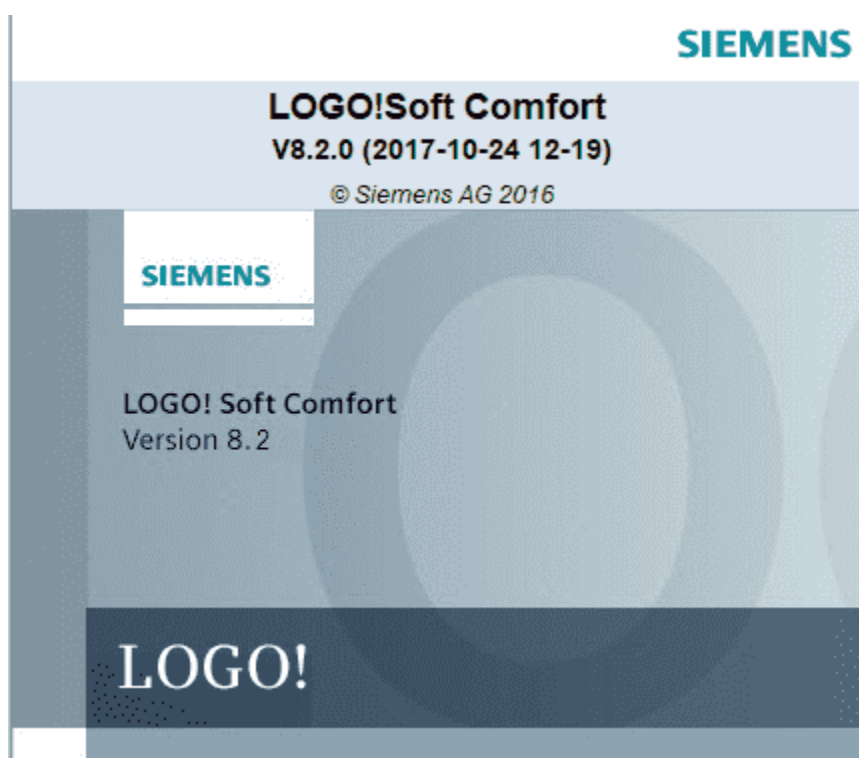 SIEMENS
LOGO!Soft Comfort
V8.2.0 (2017-10-24 12-19)
© Siemens AG 2016
SIEMENS
LOGO! Soft Comfort
Version 8.2
LOGO!